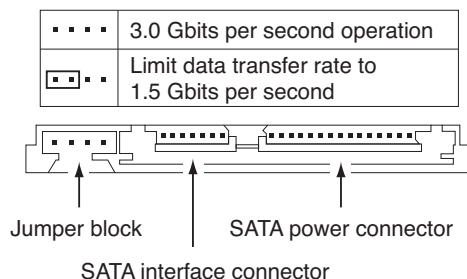 3.0 Gbits per second operation
Limit data transfer rate to
1.5 Gbits per second
Jumper block
SATA power connector
SATA interface connector